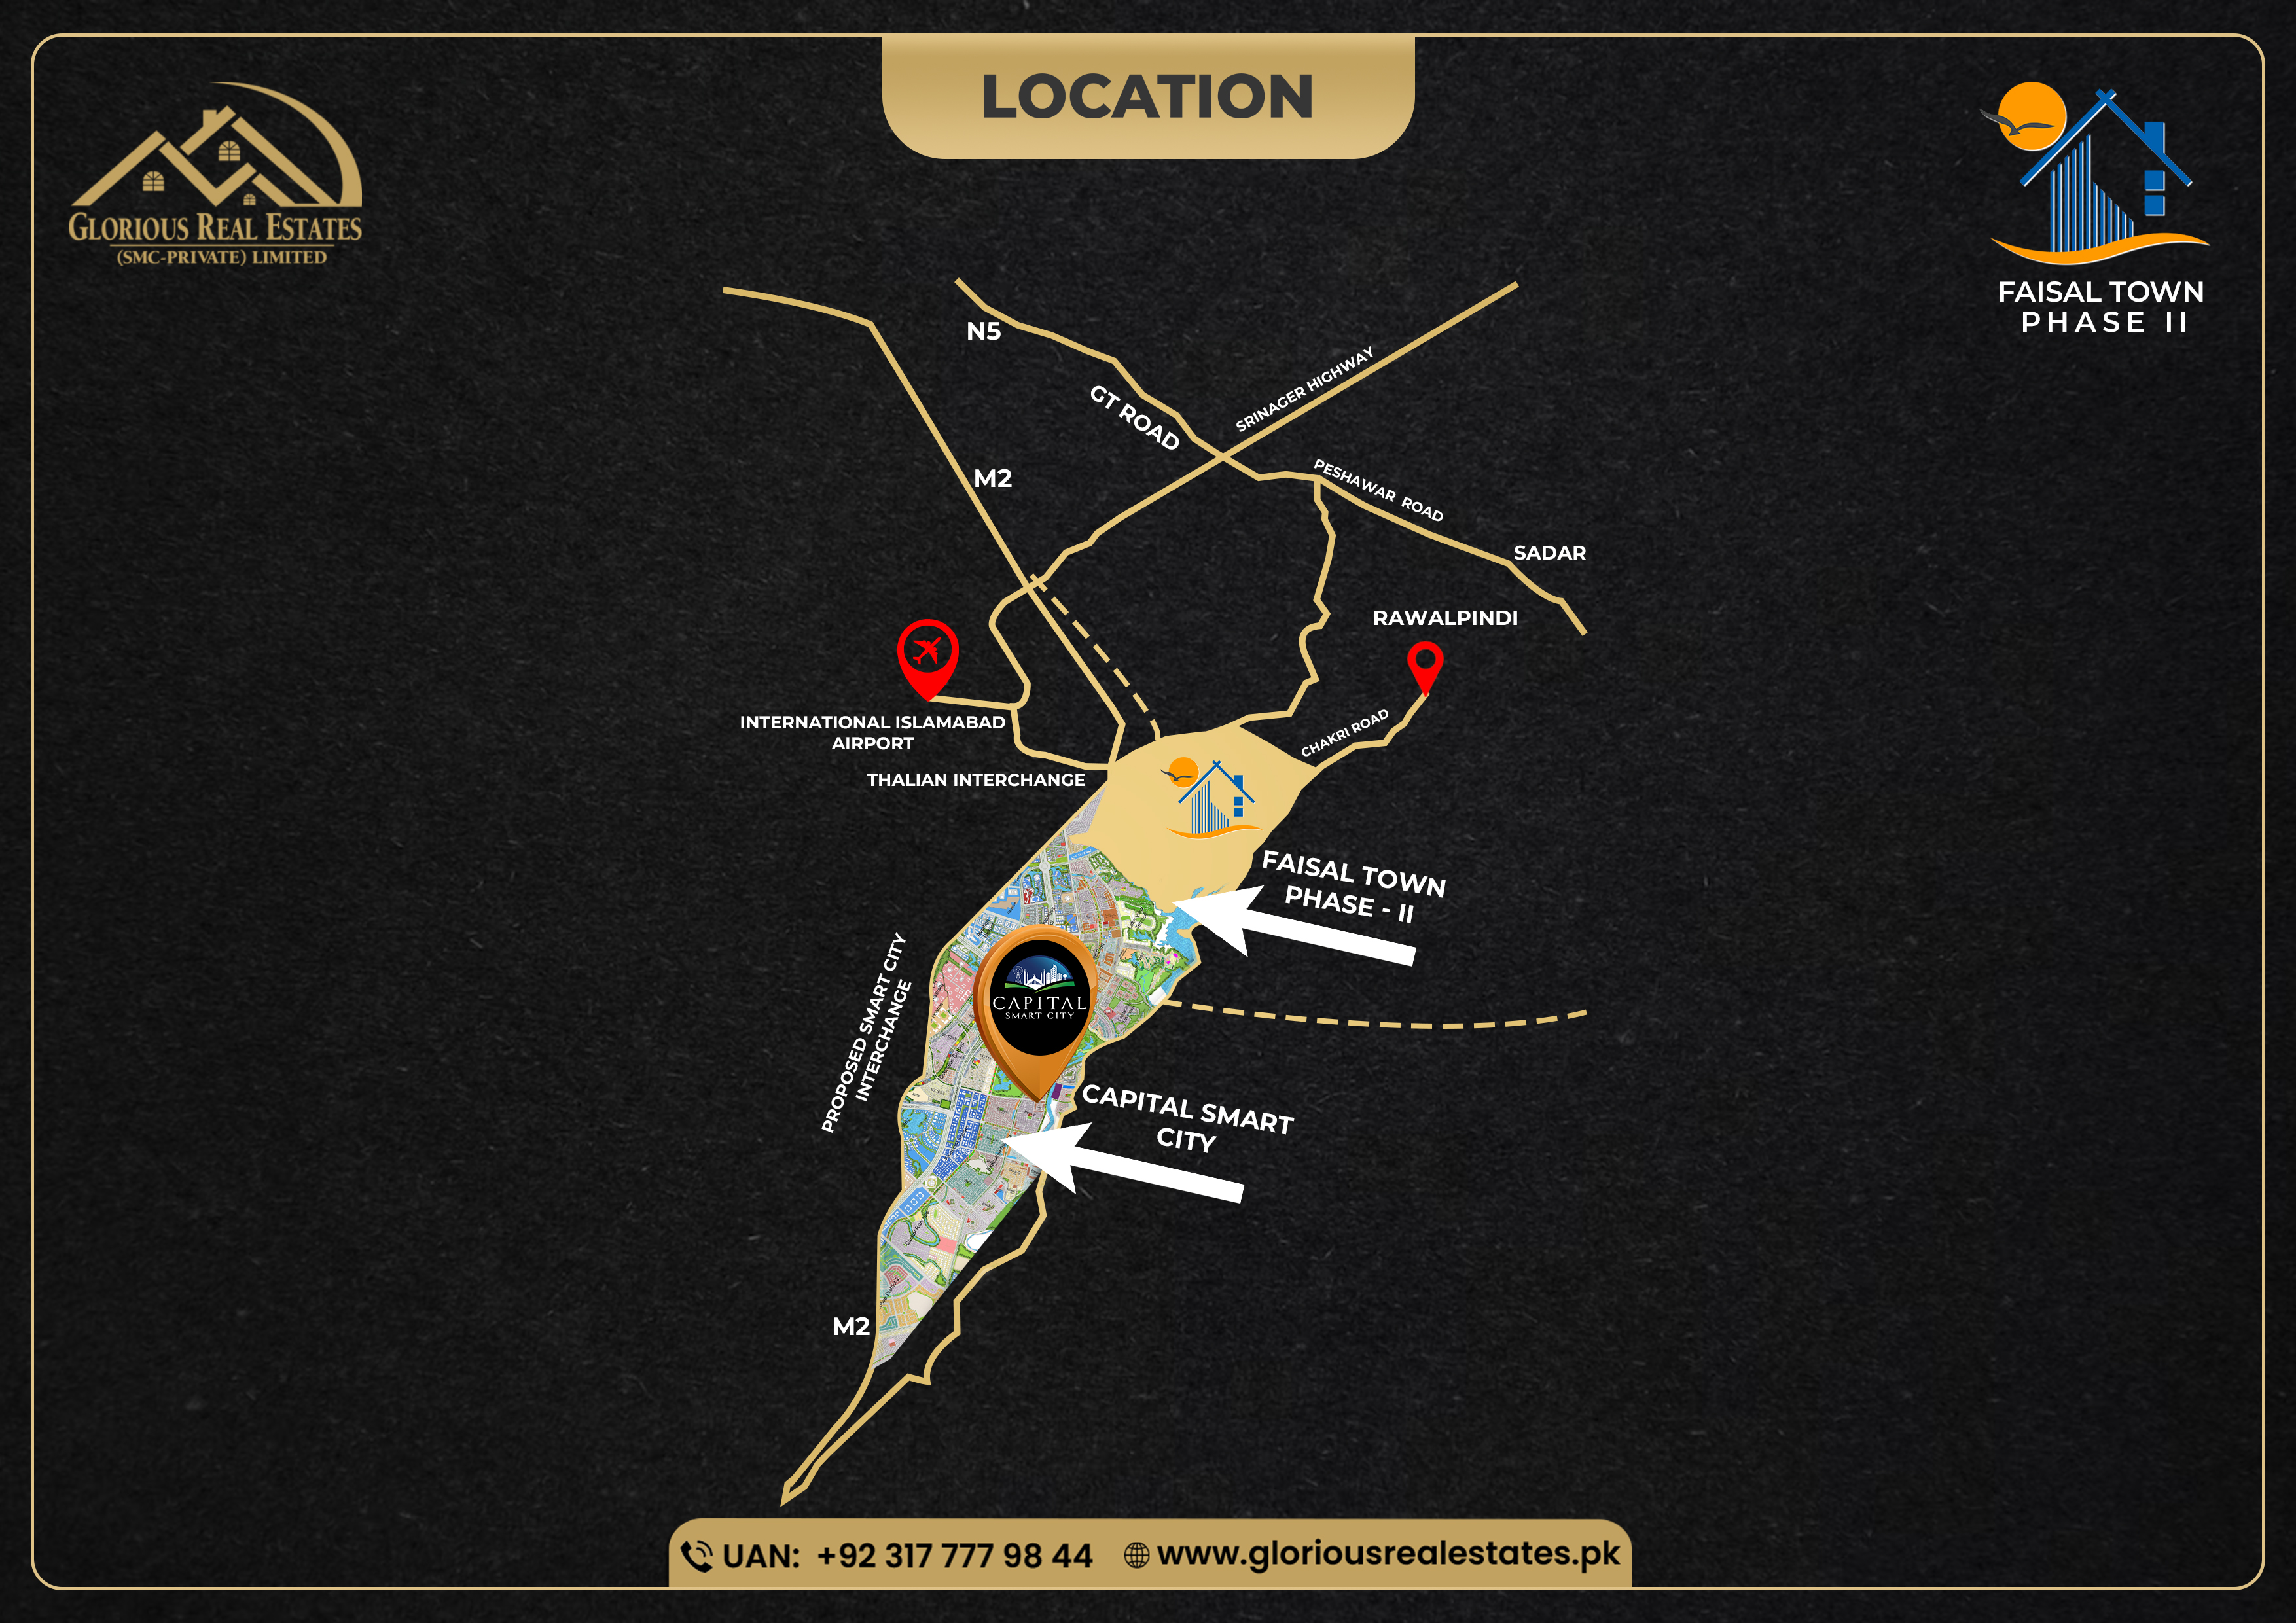 LOCATION
GLORIOUS REAL ESTATES
(SMC-PRIVATE) LIMITED
FAISAL TOWN
PHASE II
N5
GT ROAD
SRINAGER HIGHWAY
M2
PESHAWAR ROAD
SADAR
RAWALPINDI
INTERNATIONAL ISLAMABAD
AIRPORT
CHAKRI ROAD
THALIAN INTERCHANGE
FAISAL TOWN
PHASE - II
PROPOSED SMART CITY
INTERCHANGE
CAPITAL
SMART CITY
CAPITAL SMART
CITY
M2
UAN: +92 317 777 98 44
www.gloriousrealestates.pk